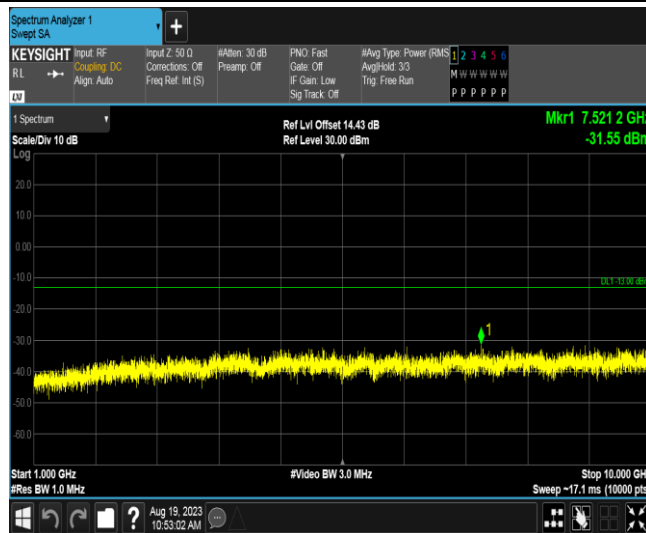 Spectrum Analyzer 1
Swept SA
KEYSIGHT
RL
Input: RF
Coupling: DC
Align: Auto
Input Z: 50 Ω
Corrections: Off
Freq Ref: Int (S)
#Atten: 30 dB
Preamp: Off
PNO: Fast
Gate: Off
IF Gain: Low
Sig Track: Off
#Avg Type: Power (RMS
Avg|Hold: 3/3
Trig: Free Run
1 2 3 4 5 6
M W W W W W
P P P P P P
1 Spectrum
Scale/Div 10 dB
Log
Ref Lvl Offset 14.43 dB
Ref Level 30.00 dBm
Mkr1 7.521 2 GHz
-31.55 dBm
20.0
10.0
0.00
-10.0
DL1 -13.00 dBm
-20.0
-30.0
1
-40.0
-50.0
-60.0
Start 1.000 GHz
#Res BW 1.0 MHz
#Video BW 3.0 MHz
Stop 10.000 GHz
Sweep ~17.1 ms (10000 pts
Aug 19, 2023
10:53:02 AM